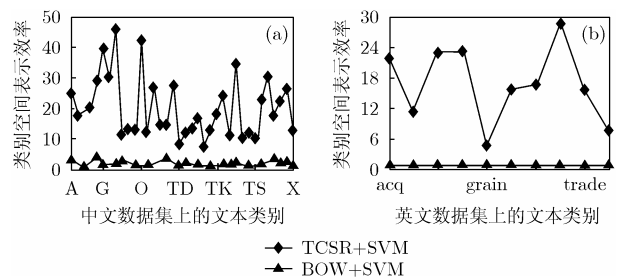 50
40
30
20
10
0
(a)
类别空间表示效率
A G O TD TK TS X
中文数据集上的文本类别
30
24
18
12
6
0
(b)
类别空间表示效率
acq grain trade
英文数据集上的文本类别
TCSR+SVM
BOW+SVM